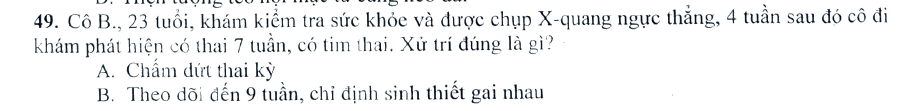 49. Cô B., 23 tuổi, khám kiểm tra sức khỏe và được chụp X-quang ngực thẳng, 4 tuần sau đó cô đi
khám phát hiện có thai 7 tuần, có tim thai. Xử trí đúng là gì?
A. Chấm dứt thai kỳ
B. Theo dõi đến 9 tuần, chỉ định sinh thiết gai nhau